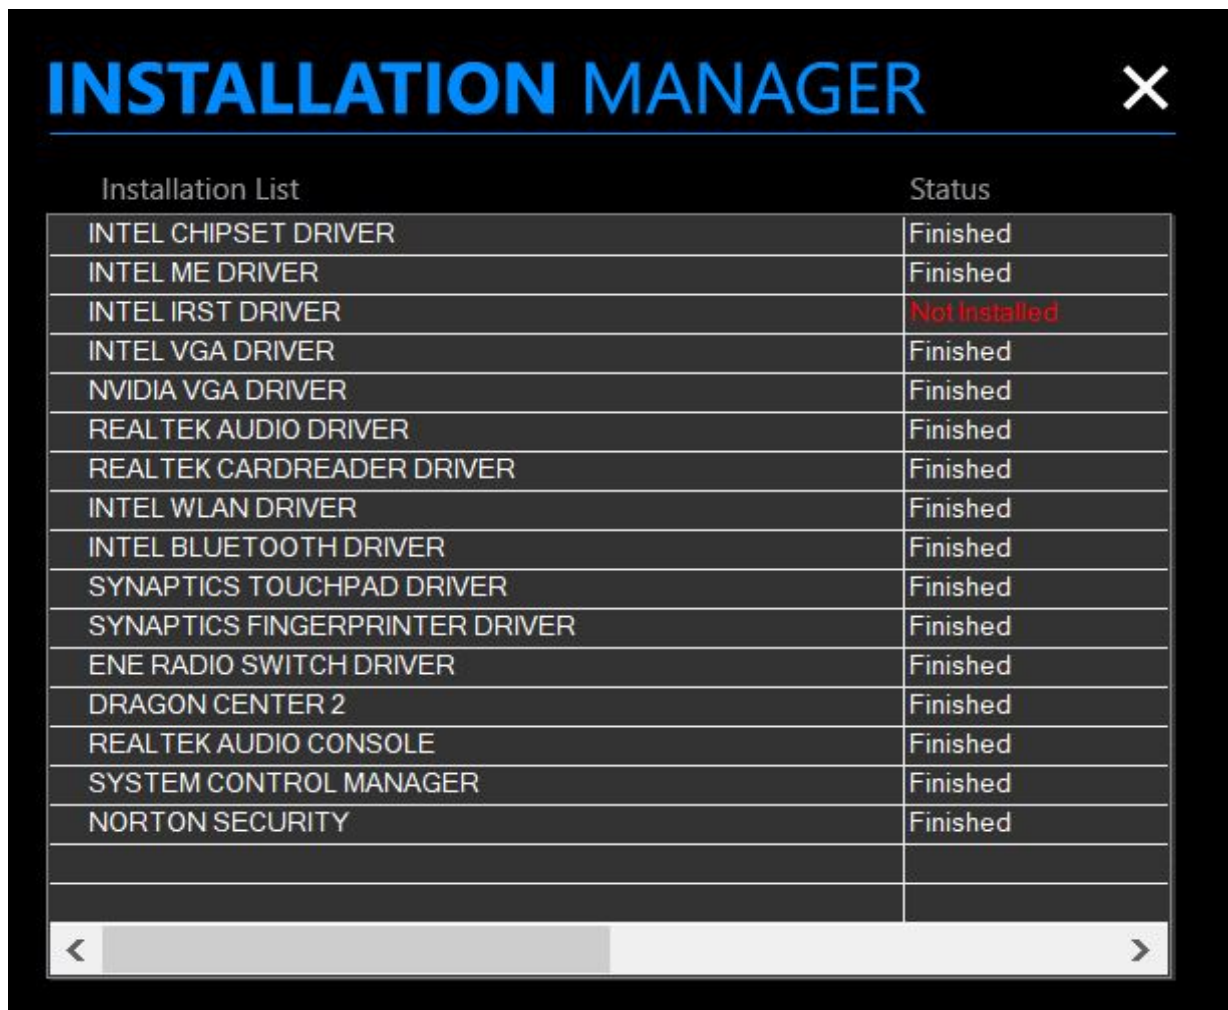 INSTALLATION MANAGER
Installation List Status
INTEL CHIPSET DRIVER Finished
INTEL ME DRIVER Finished
INTEL IRST DRIVER Not Installed
INTEL VGA DRIVER Finished
NVIDIA VGA DRIVER Finished
REALTEK AUDIO DRIVER Finished
REALTEK CARDREADER DRIVER Finished
INTEL WLAN DRIVER Finished
INTEL BLUETOOTH DRIVER Finished
SYNAPTICS TOUCHPAD DRIVER Finished
SYNAPTICS FINGERPRINTER DRIVER Finished
ENE RADIO SWITCH DRIVER Finished
DRAGON CENTER 2 Finished
REALTEK AUDIO CONSOLE Finished
SYSTEM CONTROL MANAGER Finished
NORTON SECURITY Finished